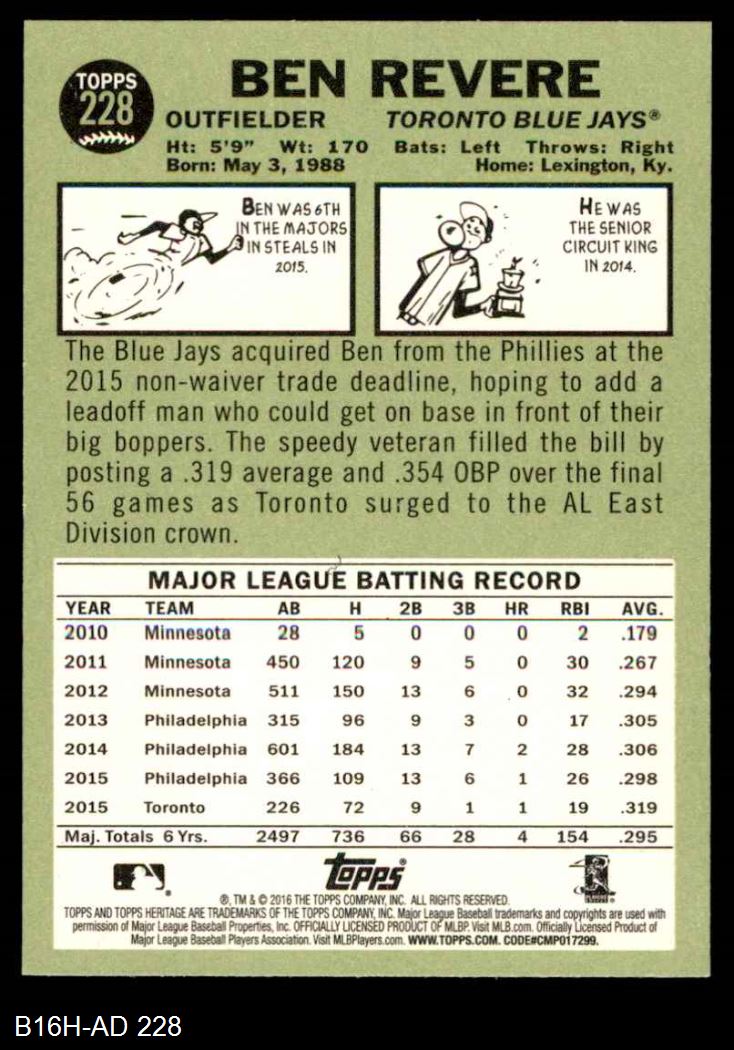 TOPPS
228
BEN REVERE
OUTFIELDER TORONTO BLUE JAYS®
Ht: 5'9" Wt: 170 Bats: Left Throws: Right
Born: May 3, 1988 Home: Lexington, Ky.
BEN WAS 6TH
IN THE MAJORS
IN STEALS IN
2015.
HE WAS
THE SENIOR
CIRCUIT KING
IN 2014.
The Blue Jays acquired Ben from the Phillies at the
2015 non-waiver trade deadline, hoping to add a
leadoff man who could get on base in front of their
big boppers. The speedy veteran filled the bill by
posting a .319 average and .354 OBP over the final
56 games as Toronto surged to the AL East
Division crown.
MAJOR LEAGUE BATTING RECORD
YEAR TEAM AB H 2B 3B HR RBI AVG.
2010 Minnesota 28 5 0 0 0 2 .179
2011 Minnesota 450 120 9 5 0 30 .267
2012 Minnesota 511 150 13 6 0 32 .294
2013 Philadelphia 315 96 9 3 0 17 .305
2014 Philadelphia 601 184 13 7 2 28 .306
2015 Philadelphia 366 109 13 6 1 26 .298
2015 Toronto 226 72 9 1 1 19 .319
Maj. Totals 6 Yrs. 2497 736 66 28 4 154 .295
topps®
®, TM & © 2016 THE TOPPS COMPANY, INC. ALL RIGHTS RESERVED.
TOPPS AND TOPPS HERITAGE ARE TRADEMARKS OF THE TOPPS COMPANY, INC. Major League Baseball trademarks and copyrights are used with
permission of Major League Baseball Properties, Inc. OFFICIALLY LICENSED PRODUCT OF MLBP. Visit MLB.com. Officially Licensed Product of
Major League Baseball Players Association. Visit MLBPlayers.com. WWW.TOPPS.COM. CODE#CMP017299.
B16H-AD 228